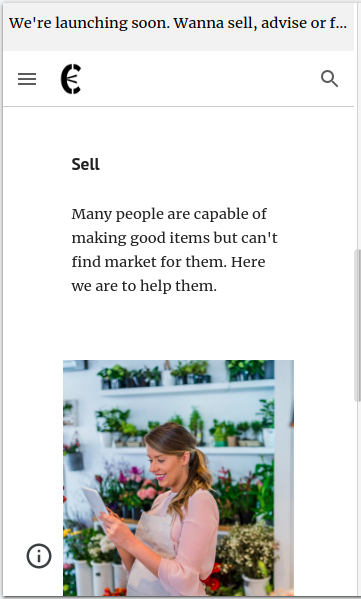 We're launching soon. Wanna sell, advise or f...
Sell
Many people are capable of
making good items but can't
find market for them. Here
we are to help them.